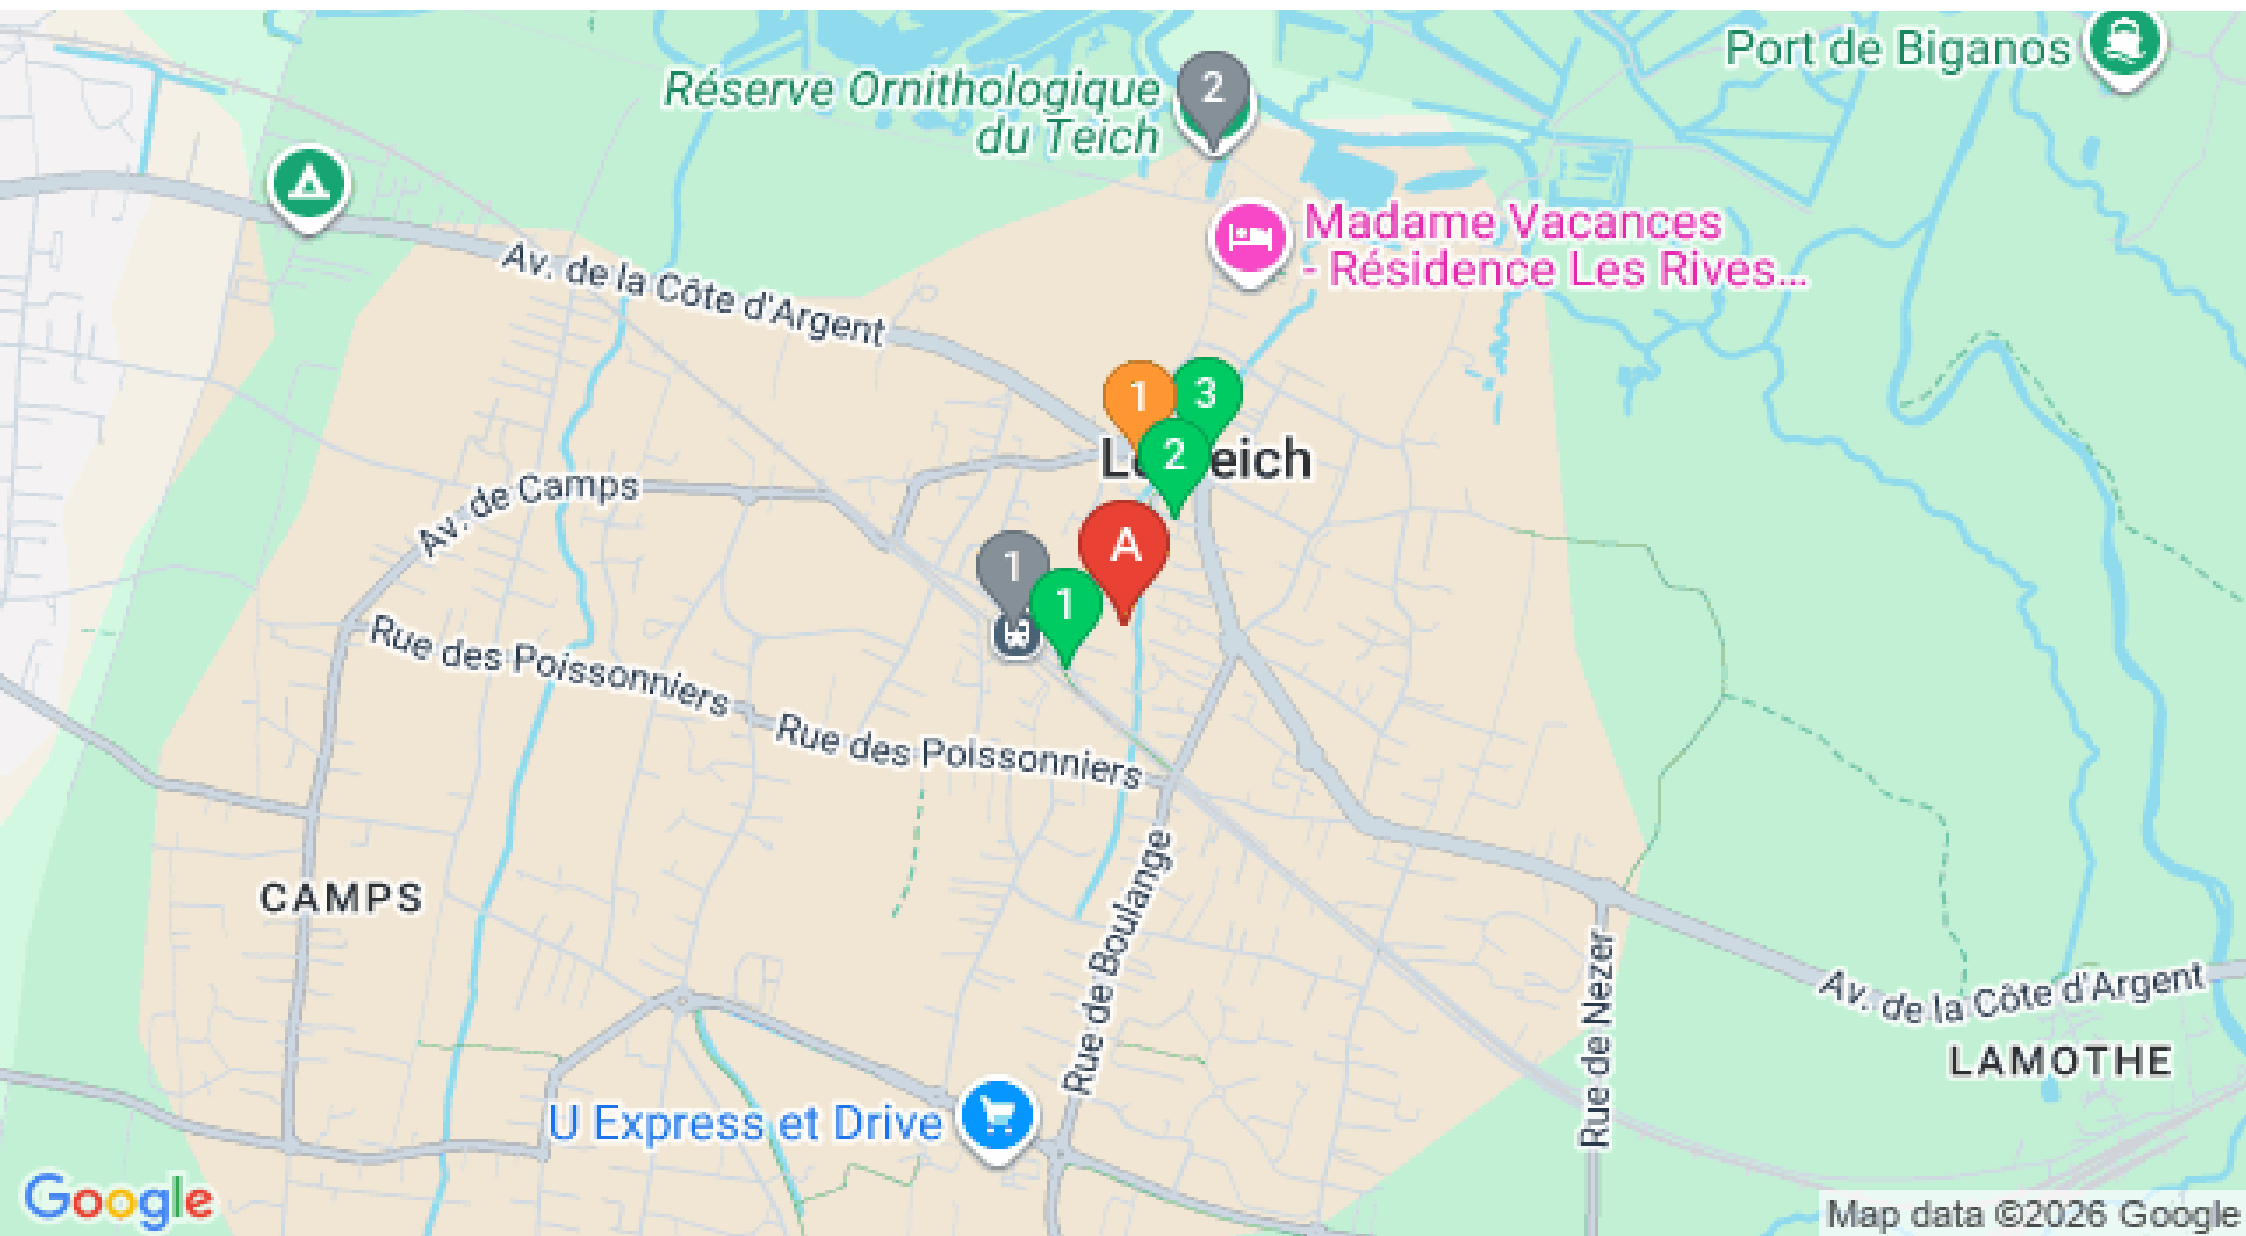 Port de Biganos
Réserve Ornithologique
du Teich
2
Madame Vacances
- Résidence Les Rives...
Av. de la Côte d'Argent
1
3
2
eich
Av. de Camps
A
1
1
Rue des Poissonniers
Rue des Poissonniers
CAMPS
Rue de Boulange
Rue de Nezer
Av. de la Côte d'Argent
LAMOTHE
U Express et Drive
Google
Map data ©2026 Google